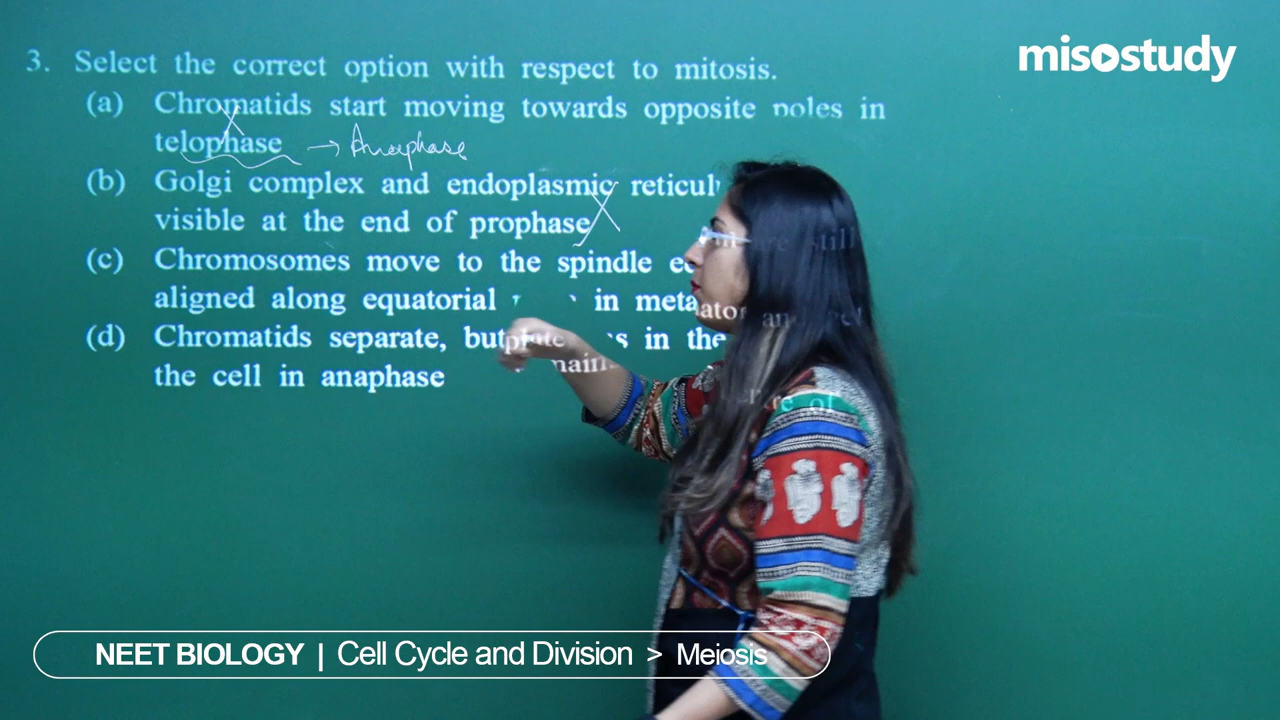 misostudy
3. Select the correct option with respect to mitosis.
(a) Chromatids start moving towards opposite poles in
telophase → Anaphase
(b) Golgi complex and endoplasmic reticul
visible at the end of prophase
(c) Chromosomes move to the spindle
aligned along equatorial in meta
(d) Chromatids separate, but in the
the cell in anaphase
NEET BIOLOGY | Cell Cycle and Division > Meiosis